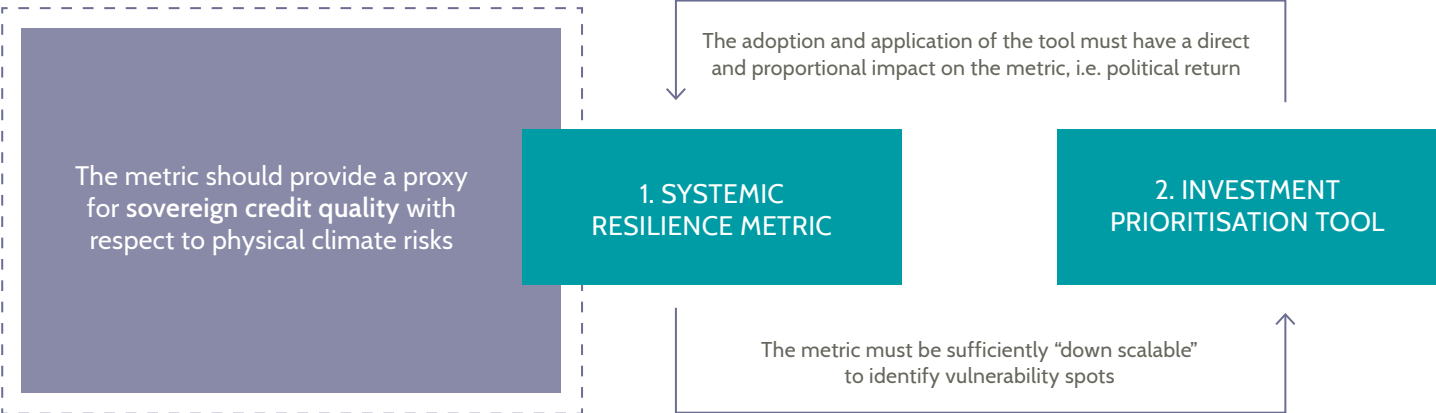 The metric should provide a proxy
for sovereign credit quality with
respect to physical climate risks
The adoption and application of the tool must have a direct
and proportional impact on the metric, i.e. political return
1. SYSTEMIC
RESILIENCE METRIC
2. INVESTMENT
PRIORITISATION TOOL
The metric must be sufficiently “down scalable”
to identify vulnerability spots